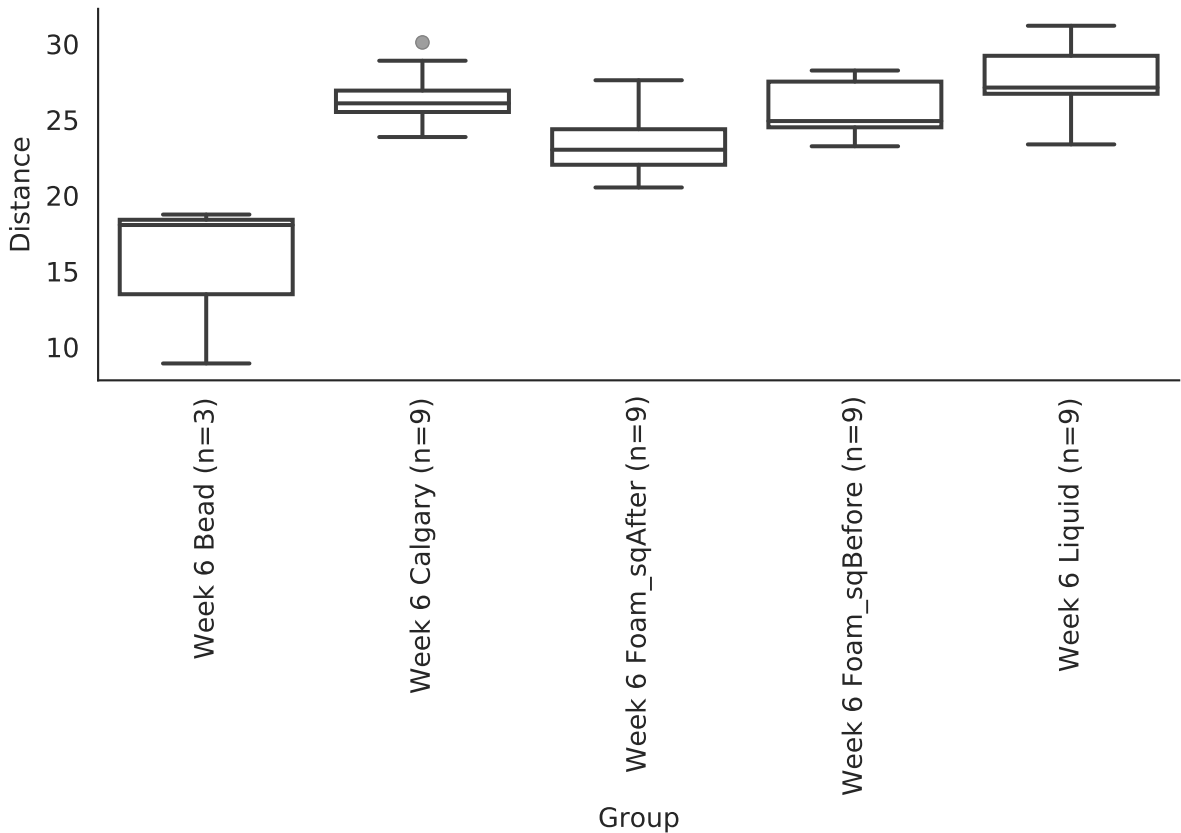 Distance
30
25
20
15
10
Week 6 Bead (n=3)
Week 6 Calgary (n=9)
Week 6 Foam_sqAfter (n=9)
Week 6 Foam_sqBefore (n=9)
Week 6 Liquid (n=9)
Group